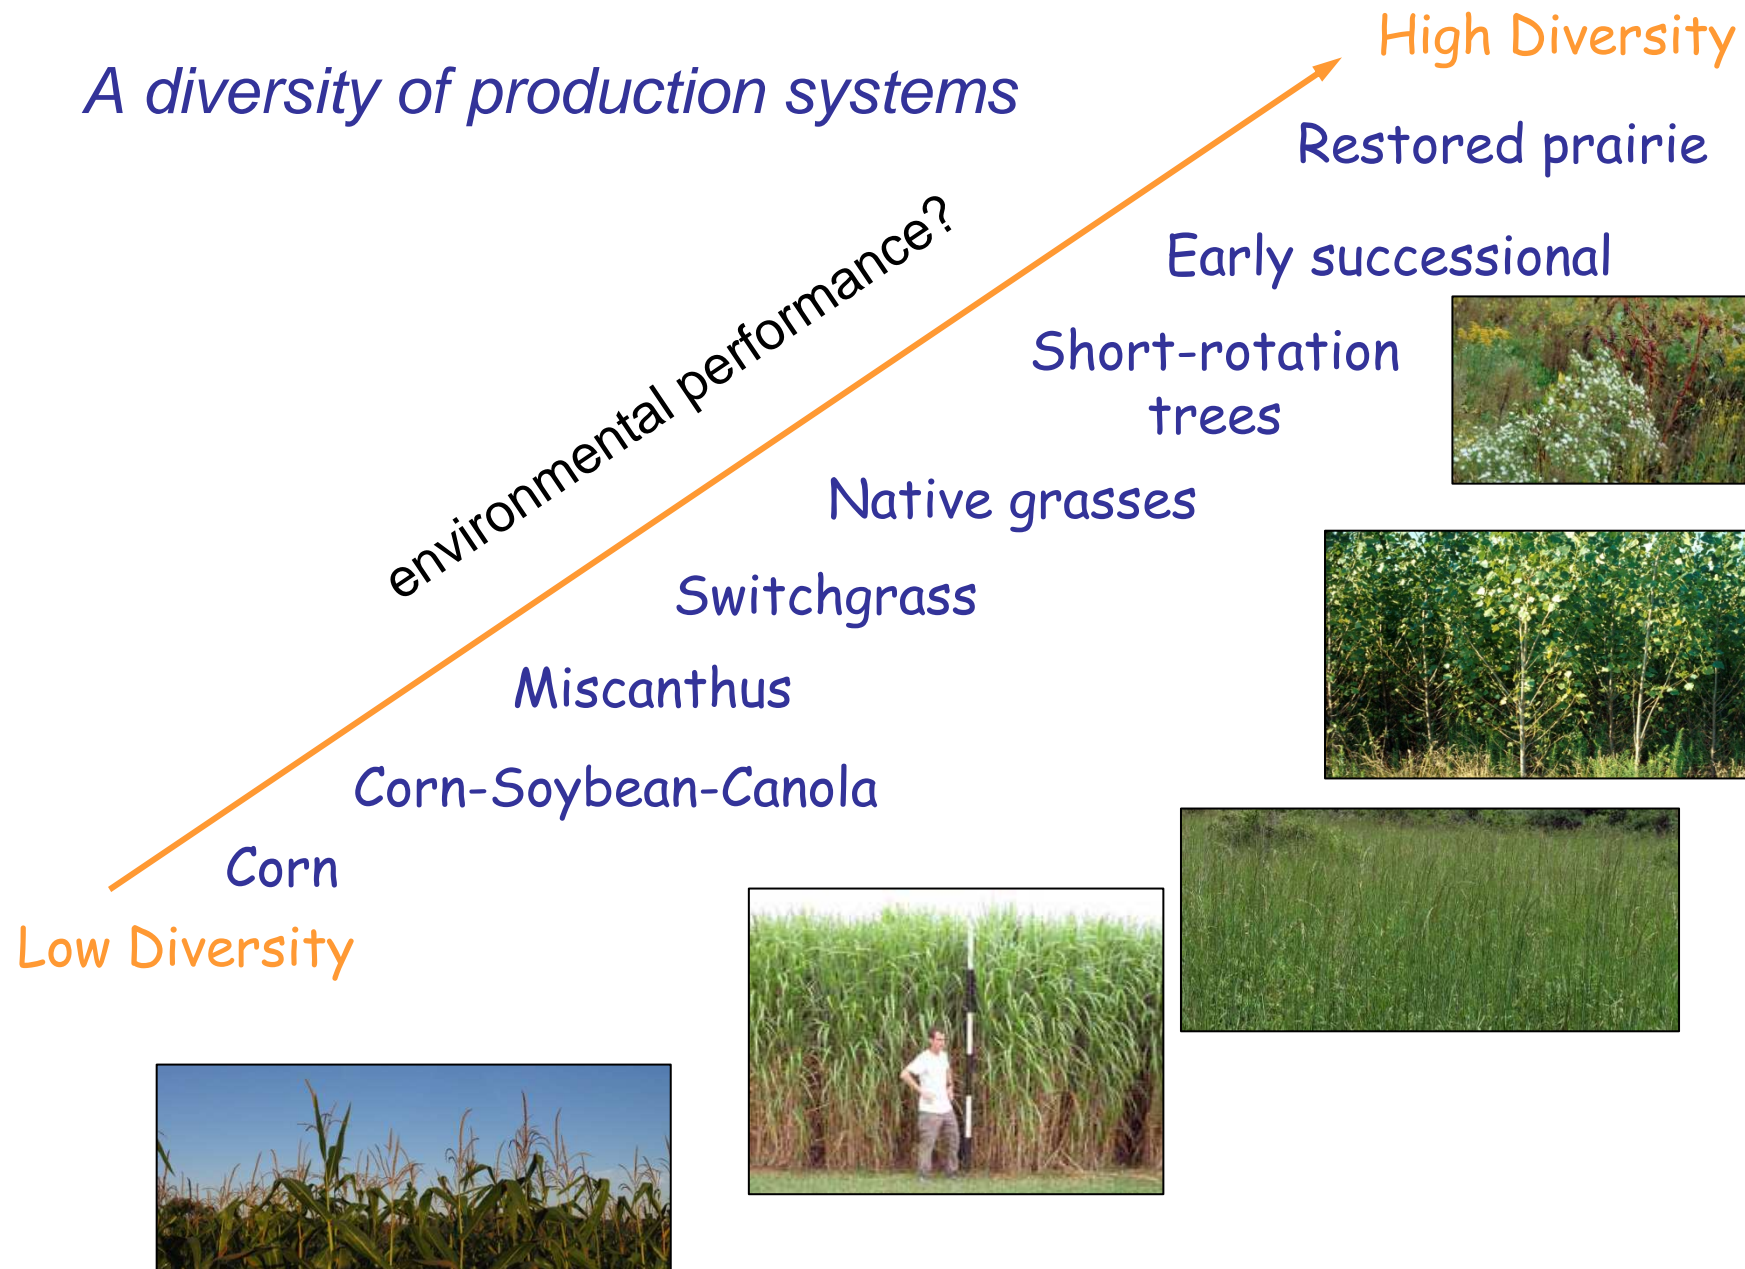 High Diversity
A diversity of production systems
Restored prairie
environmental performance?
Early successional
Short-rotation
trees
Native grasses
Switchgrass
Miscanthus
Corn-Soybean-Canola
Corn
Low Diversity